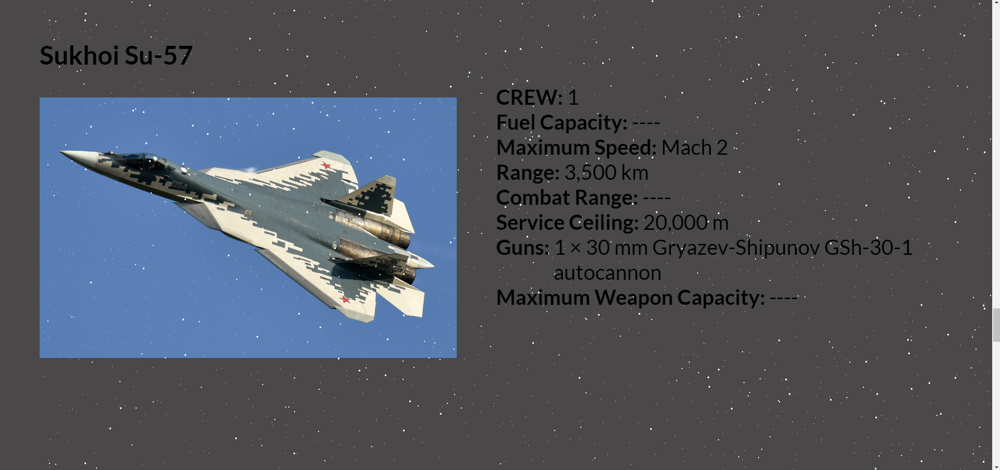 Sukhoi Su-57
CREW: 1
Fuel Capacity: ----
Maximum Speed: Mach 2
Range: 3,500 km
Combat Range: ----
Service Ceiling: 20,000 m
Guns: 1 × 30 mm Gryazev-Shipunov GSh-30-1
autocannon
Maximum Weapon Capacity: ----
054